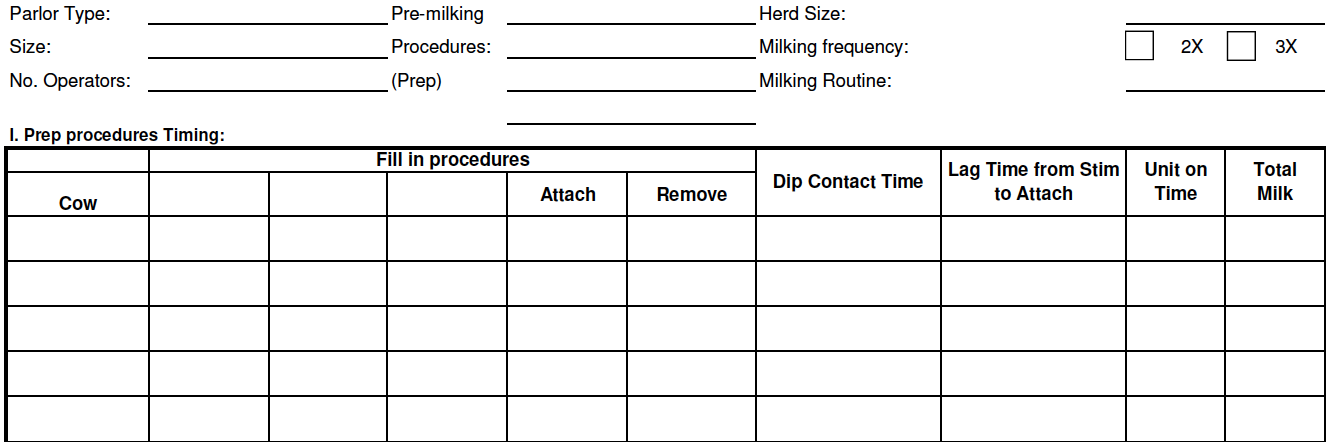 Parlor Type: Pre-milking Herd Size:
Size: Procedures: Milking frequency: 2X 3X
No. Operators: (Prep) Milking Routine:
I. Prep procedures Timing:
Fill in procedures
Cow Attach Remove Dip Contact Time Lag Time from Stim to Attach Unit on Time Total Milk